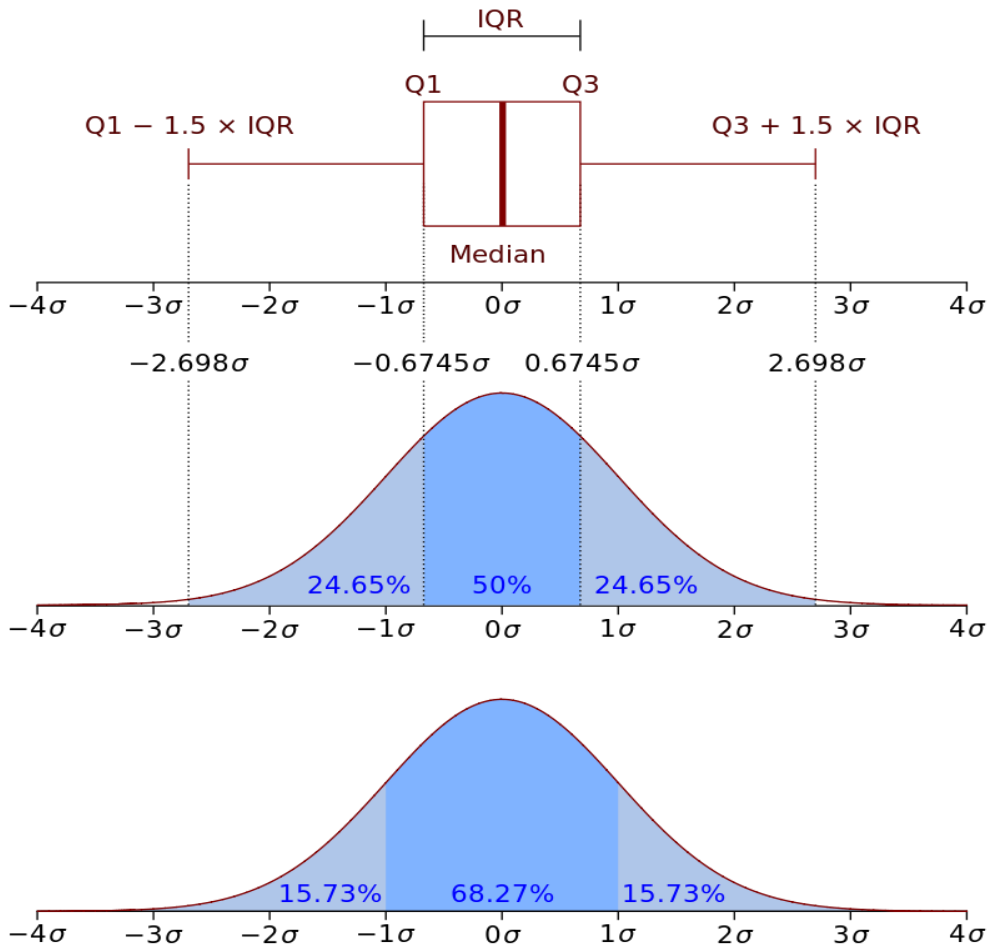 IQR
Q1 Q3
Q1 − 1.5 × IQR Q3 + 1.5 × IQR
Median
−4σ −3σ −2σ −1σ 0σ 1σ 2σ 3σ 4σ
−2.698σ −0.6745σ 0.6745σ 2.698σ
24.65% 50% 24.65%
−4σ −3σ −2σ −1σ 0σ 1σ 2σ 3σ 4σ
15.73% 68.27% 15.73%
−4σ −3σ −2σ −1σ 0σ 1σ 2σ 3σ 4σ